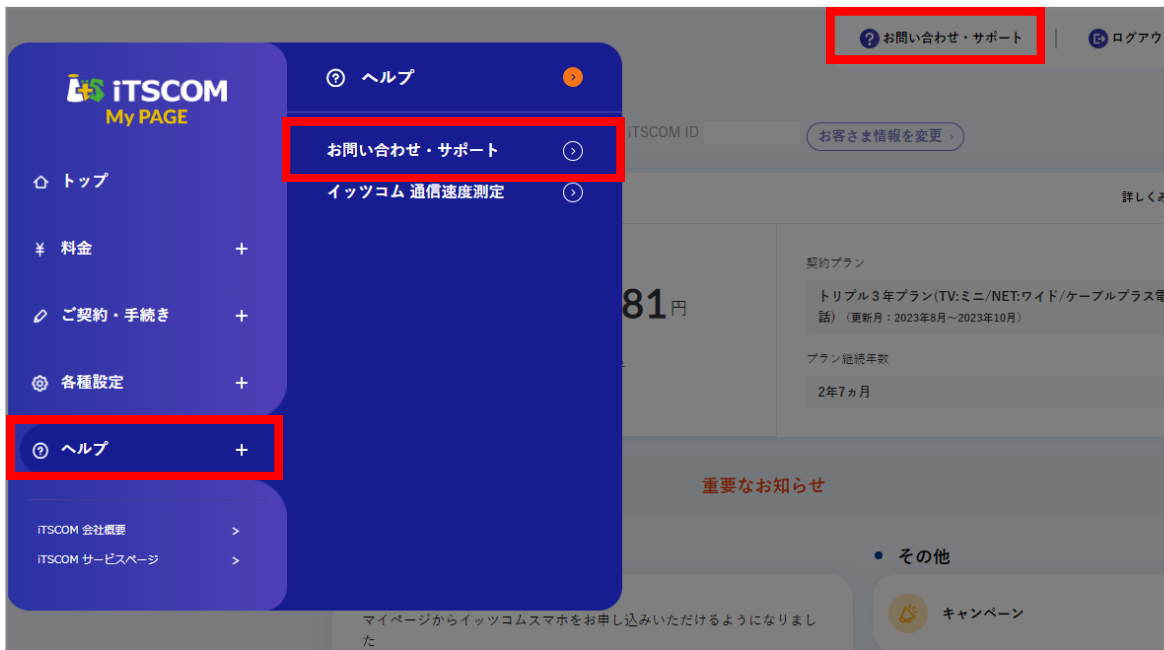 お問い合わせ・サポート
ログアウ
iTSCOM
My PAGE
トップ
¥ 料金 +
ご契約・手続き +
各種設定 +
ヘルプ +
iTSCOM 会社概要 >
iTSCOM サービスページ >
ヘルプ
お問い合わせ・サポート
イッツコム 通信速度測定
iTSCOM ID
お客さま情報を変更
詳しくみ
81円
契約プラン
トリプル3年プラン(TV:ミニ/NET:ワイド/ケーブルプラス電
話) (更新月:2023年8月~2023年10月)
プラン継続年数
2年7ヵ月
重要なお知らせ
マイページからイッツコムスマホをお申し込みいただけるようになりまし
た
• その他
キャンペーン